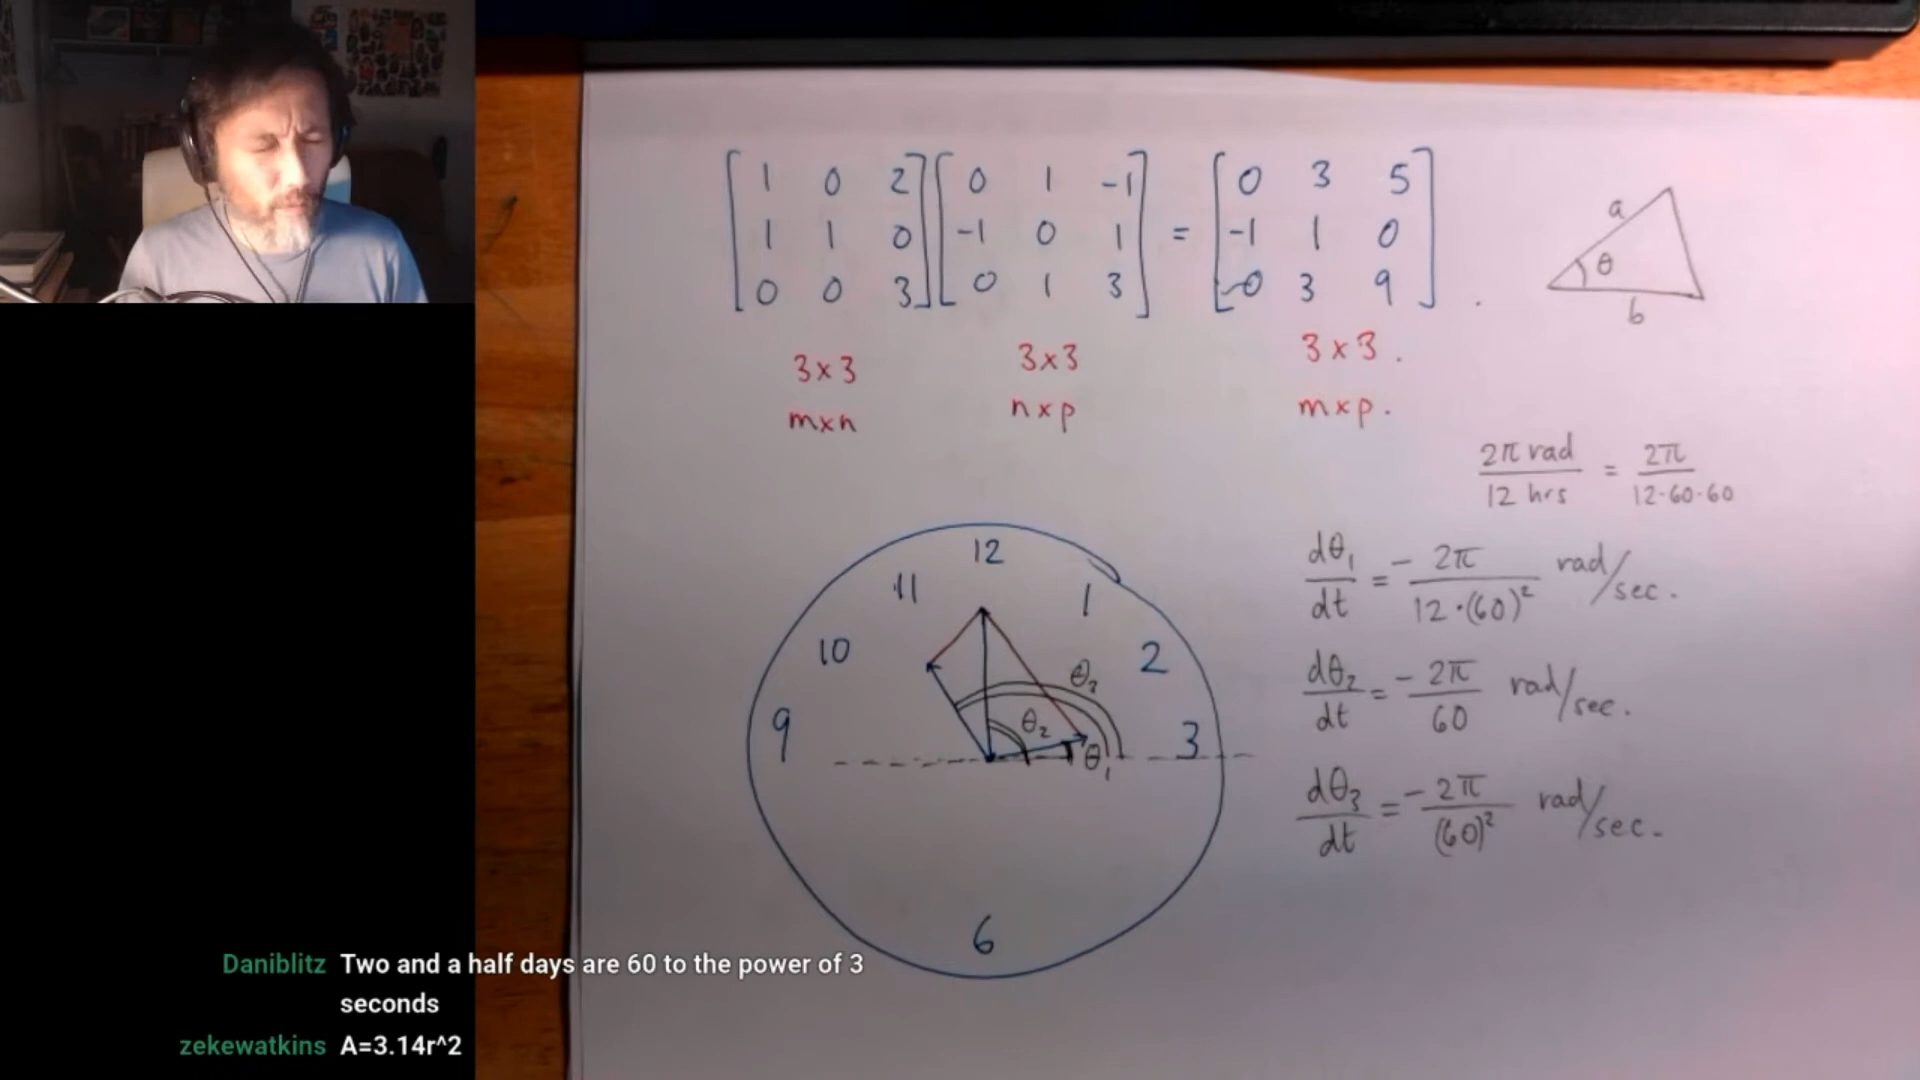 [1 0 2] [0 1 -1] = [0 3 5]
[1 1 0] [-1 0 1] [-1 1 0]
[0 0 3] [0 1 3] [-0 3 9] .
a
θ
b
3x3 3x3 3x3 .
mxn nxp mxp .
2π rad / 12 hrs = 2π / 12·60·60
dθ₁/dt = - 2π / 12·(60)² rad/sec.
dθ₂/dt = - 2π / 60 rad/sec.
dθ₃/dt = - 2π / (60)² rad/sec.
12
11 1
10 2
9 3
6
θ₃
θ₂
θ₁
Daniblitz Two and a half days are 60 to the power of 3
seconds
zekewatkins A=3.14r^2